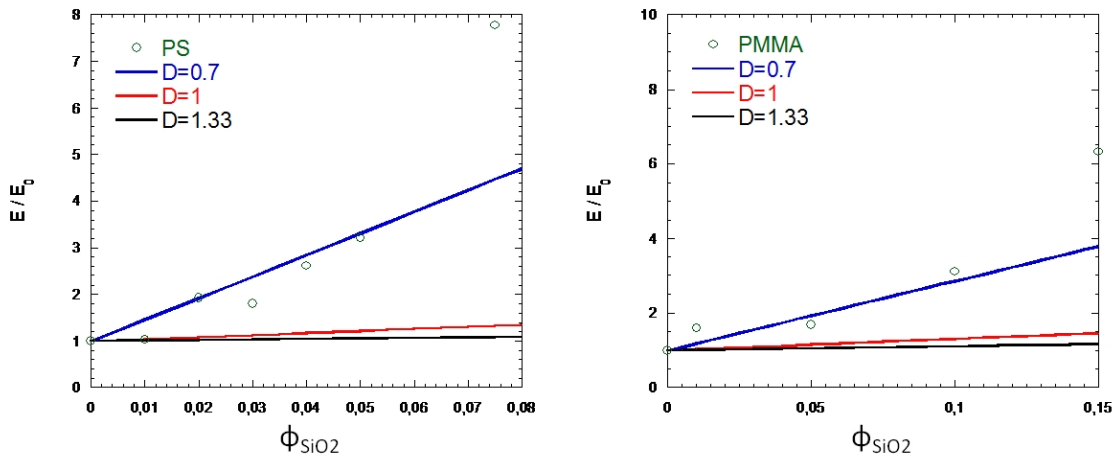 8
7
6
5
4
3
2
1
0
E / E0
PS
D=0.7
D=1
D=1.33
0 0,01 0,02 0,03 0,04 0,05 0,06 0,07 0,08
ϕSiO2
10
8
6
4
2
0
E / E0
PMMA
D=0.7
D=1
D=1.33
0 0,05 0,1 0,15
ϕSiO2